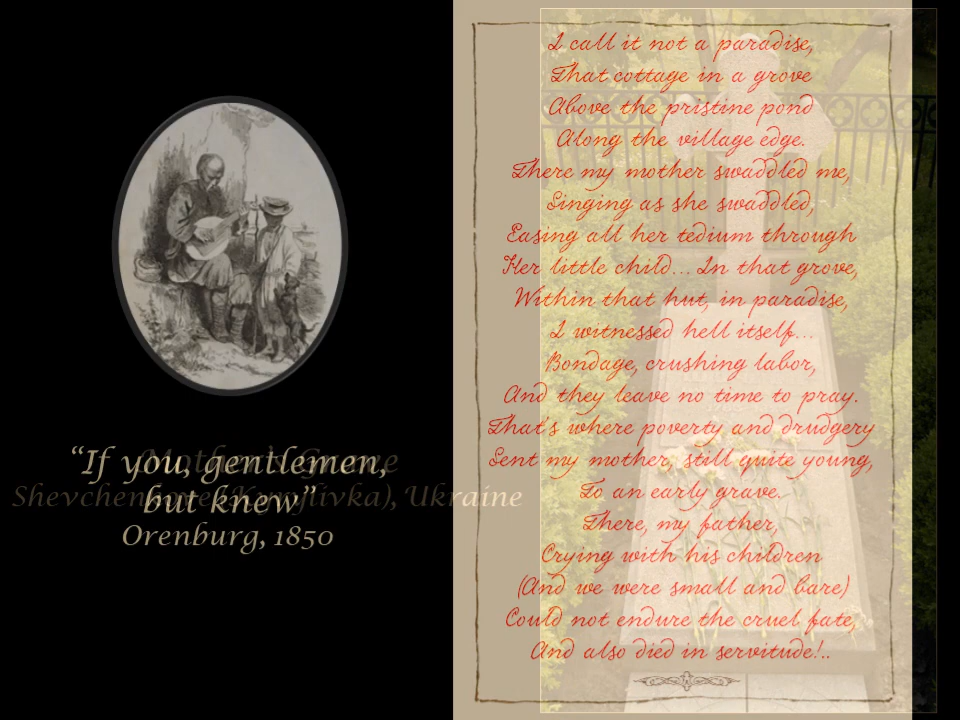 “If you, gentlemen,
but knew”
Orenburg, 1850
Mother's Grave
Shevchenkove (Kyrylivka), Ukraine
I call it not a paradise,
That cottage in a grove
Above the pristine pond
Along the village edge.
There my mother swaddled me,
Singing as she swaddled,
Easing all her tedium through
Her little child... In that grove,
Within that hut, in paradise,
I witnessed hell itself...
Bondage, crushing labor,
And they leave no time to pray.
That's where poverty and drudgery
Sent my mother, still quite young,
To an early grave.
There, my father,
Crying with his children
(And we were small and bare)
Could not endure the cruel fate,
And also died in servitude!..